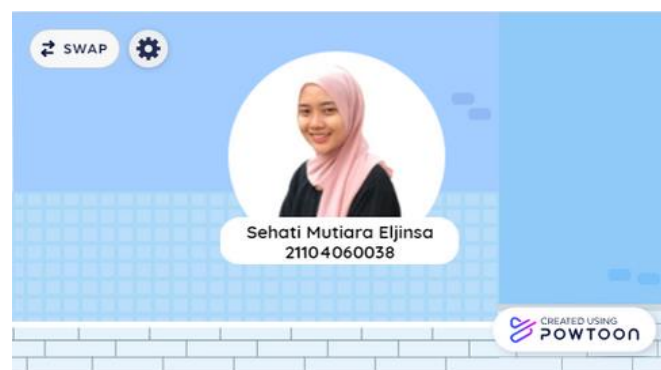 SWAP
Sehati Mutiara Eljinsa
21104060038
CREATED USING
POWTOON